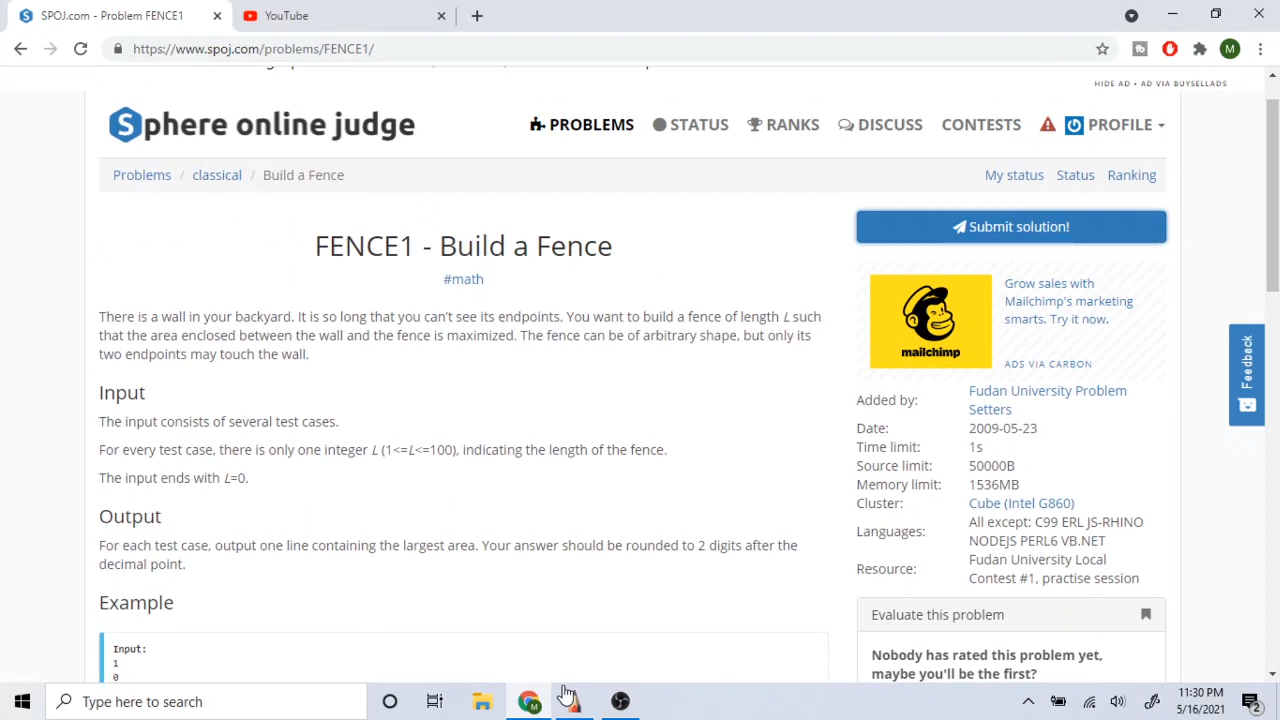 SPOJ.com - Problem FENCE1
YouTube
https://www.spoj.com/problems/FENCE1/
M
HIDE AD • AD VIA BUYSELLADS
Sphere online judge
PROBLEMS
STATUS
RANKS
DISCUSS
CONTESTS
PROFILE
Problems / classical / Build a Fence
My status Status Ranking
FENCE1 - Build a Fence
#math
There is a wall in your backyard. It is so long that you can't see its endpoints. You want to build a fence of length L such
that the area enclosed between the wall and the fence is maximized. The fence can be of arbitrary shape, but only its
two endpoints may touch the wall.
Input
The input consists of several test cases.
For every test case, there is only one integer L (1<=L<=100), indicating the length of the fence.
The input ends with L=0.
Output
For each test case, output one line containing the largest area. Your answer should be rounded to 2 digits after the
decimal point.
Example
Input:
1
0
Submit solution!
mailchimp
Grow sales with
Mailchimp's marketing
smarts. Try it now.
ADS VIA CARBON
Added by: Fudan University Problem
Setters
Date: 2009-05-23
Time limit: 1s
Source limit: 50000B
Memory limit: 1536MB
Cluster: Cube (Intel G860)
Languages: All except: C99 ERL JS-RHINO
NODEJS PERL6 VB.NET
Resource: Fudan University Local
Contest #1, practise session
Evaluate this problem
Nobody has rated this problem yet,
maybe you'll be the first?
Feedback
Type here to search
11:30 PM
5/16/2021
2